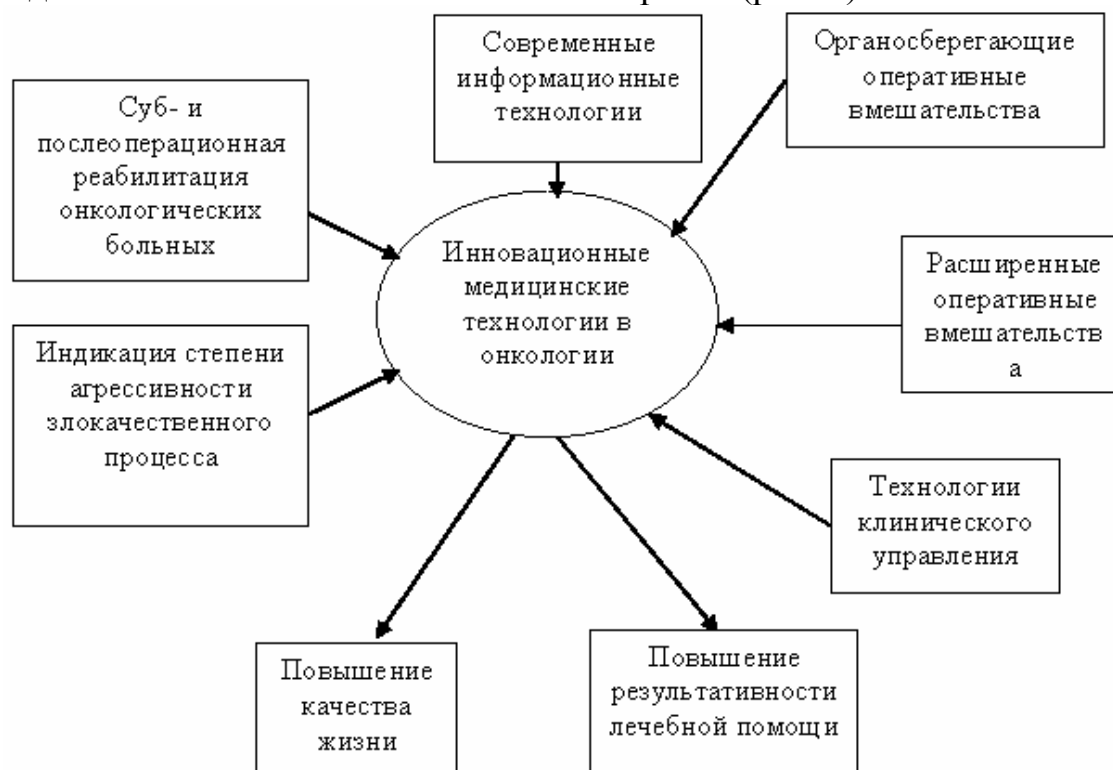 Современные
информационные
технологии
Органосберегающие
оперативные
вмешательства
Суб- и
послеоперационная
реабилитация
онкологических
больных
Инновационные
медицинские
технологии в
онкологии
Расширенные
оперативные
вмешательств
а
Индикация степени
агрессивности
злокачественного
процесса
Технологии
клинического
управления
Повышение
качества
жизни
Повышение
результативности
лечебной помощи